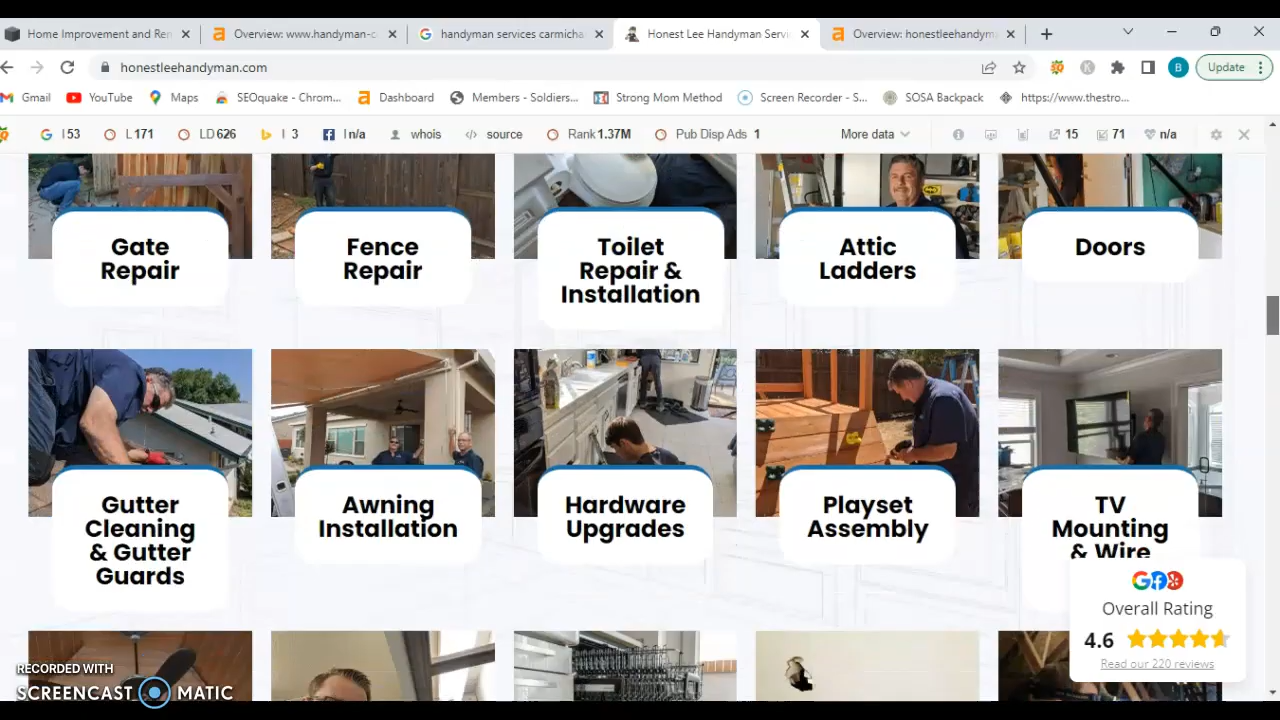 Home Improvement and Ren
Overview: www.handyman-c
handyman services carmicha
Honest Lee Handyman Servi
Overview: honestleehandyma
honestleehandyman.com
B
Update
Gmail
YouTube
Maps
SEOquake - Chrom...
Dashboard
Members - Soldiers...
Strong Mom Method
Screen Recorder - S...
SOSA Backpack
https://www.thestro...
I 53
L 171
LD 626
I 3
I n/a
whois
source
Rank 1.37M
Pub Disp Ads 1
More data
15
71
n/a
Gate
Repair
Fence
Repair
Toilet
Repair &
Installation
Attic
Ladders
Doors
Gutter
Cleaning
& Gutter
Guards
Awning
Installation
Hardware
Upgrades
Playset
Assembly
TV
Mounting
& Wire
Overall Rating
4.6
Read our 220 reviews
RECORDED WITH
SCREENCAST MATIC